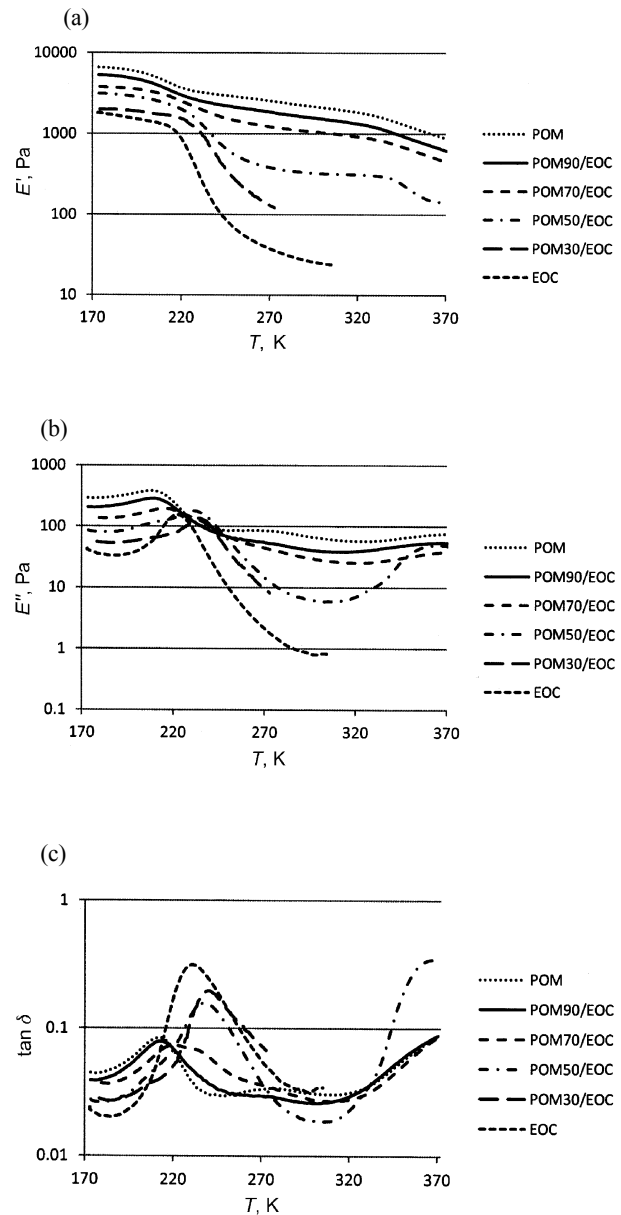 (a)
10000
1000
100
10
E', Pa
170 220 270 320 370
T, K
POM
POM90/EOC
POM70/EOC
POM50/EOC
POM30/EOC
EOC
(b)
1000
100
10
1
0.1
E", Pa
170 220 270 320 370
T, K
POM
POM90/EOC
POM70/EOC
POM50/EOC
POM30/EOC
EOC
(c)
1
0.1
0.01
tan δ
170 220 270 320 370
T, K
POM
POM90/EOC
POM70/EOC
POM50/EOC
POM30/EOC
EOC